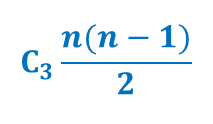 C₃ n(n − 1)/2